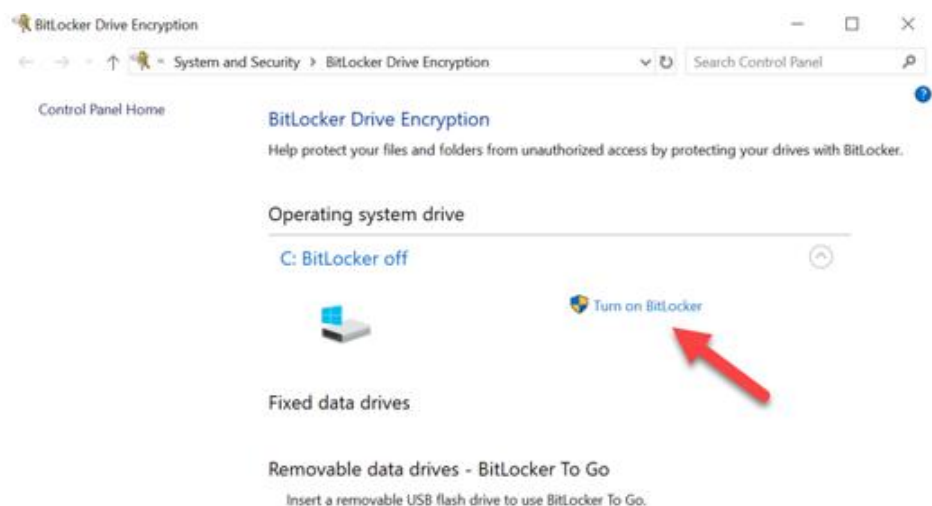 BitLocker Drive Encryption
System and Security > BitLocker Drive Encryption
Search Control Panel
?
Control Panel Home
BitLocker Drive Encryption
Help protect your files and folders from unauthorized access by protecting your drives with BitLocker.
Operating system drive
C: BitLocker off
Turn on BitLocker
Fixed data drives
Removable data drives - BitLocker To Go
Insert a removable USB flash drive to use BitLocker To Go.